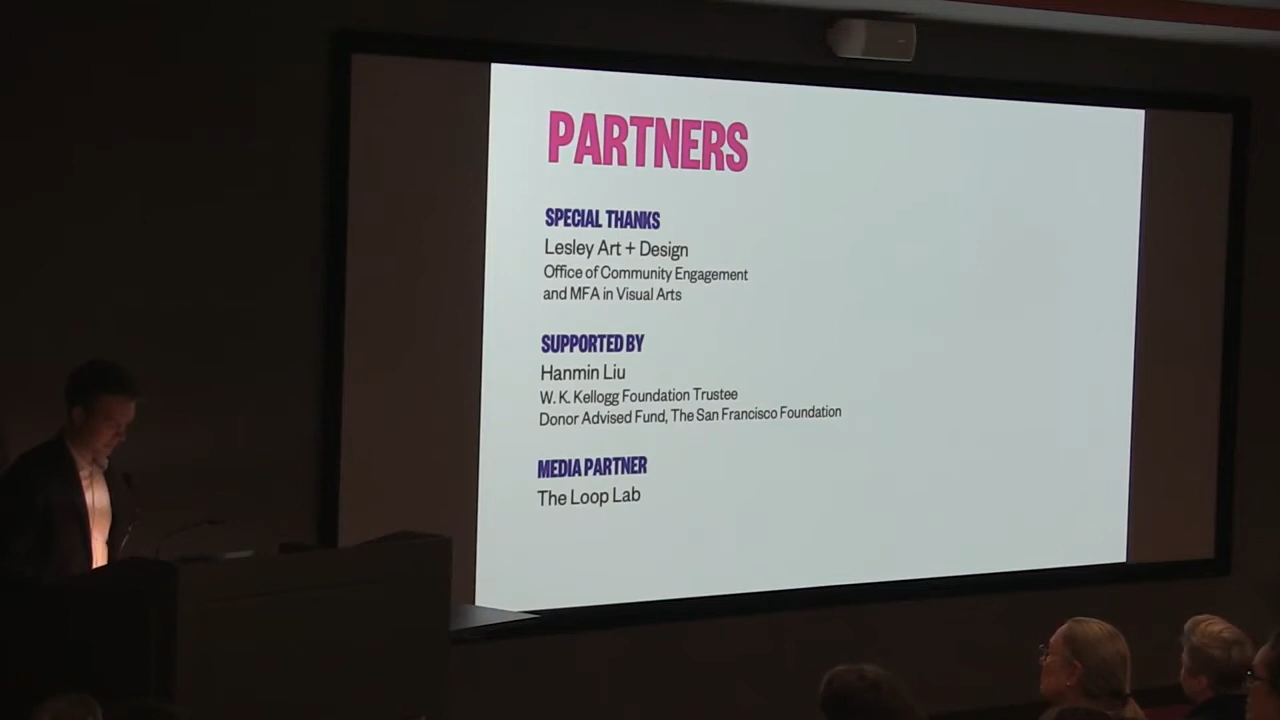 PARTNERS
SPECIAL THANKS
Lesley Art + Design
Office of Community Engagement
and MFA in Visual Arts
SUPPORTED BY
Hanmin Liu
W. K. Kellogg Foundation Trustee
Donor Advised Fund, The San Francisco Foundation
MEDIA PARTNER
The Loop Lab